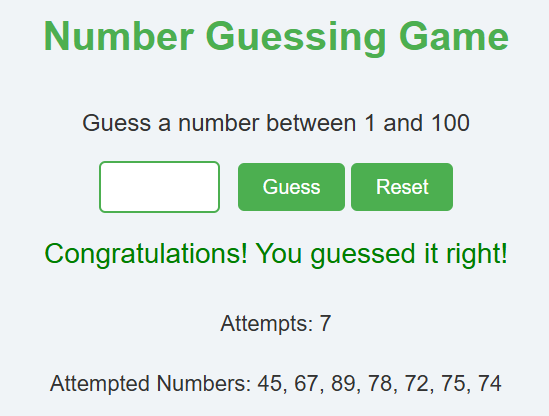 Number Guessing Game
Guess a number between 1 and 100
Guess Reset
Congratulations! You guessed it right!
Attempts: 7
Attempted Numbers: 45, 67, 89, 78, 72, 75, 74